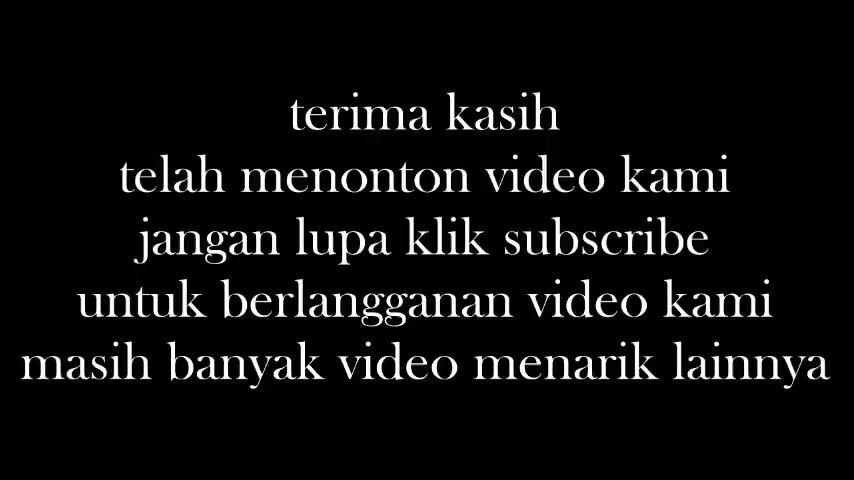 terima kasih
telah menonton video kami
jangan lupa klik subscribe
untuk berlangganan video kami
masih banyak video menarik lainnya